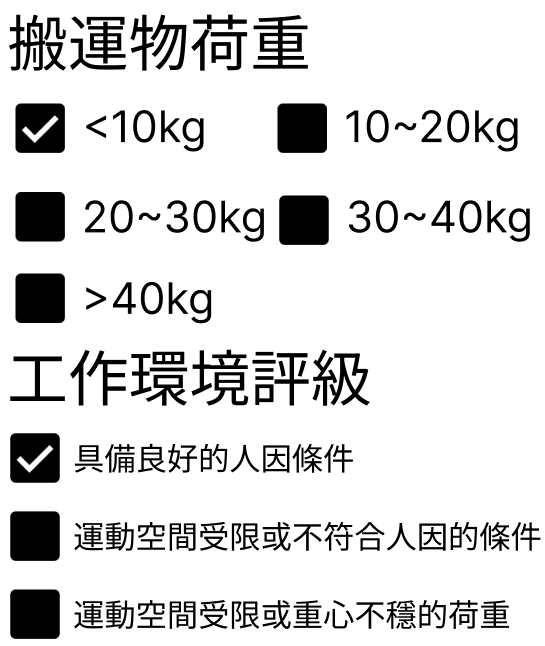 搬運物荷重
<10kg 10~20kg
20~30kg 30~40kg
>40kg
工作環境評級
具備良好的人因條件
運動空間受限或不符合人因的條件
運動空間受限或重心不穩的荷重